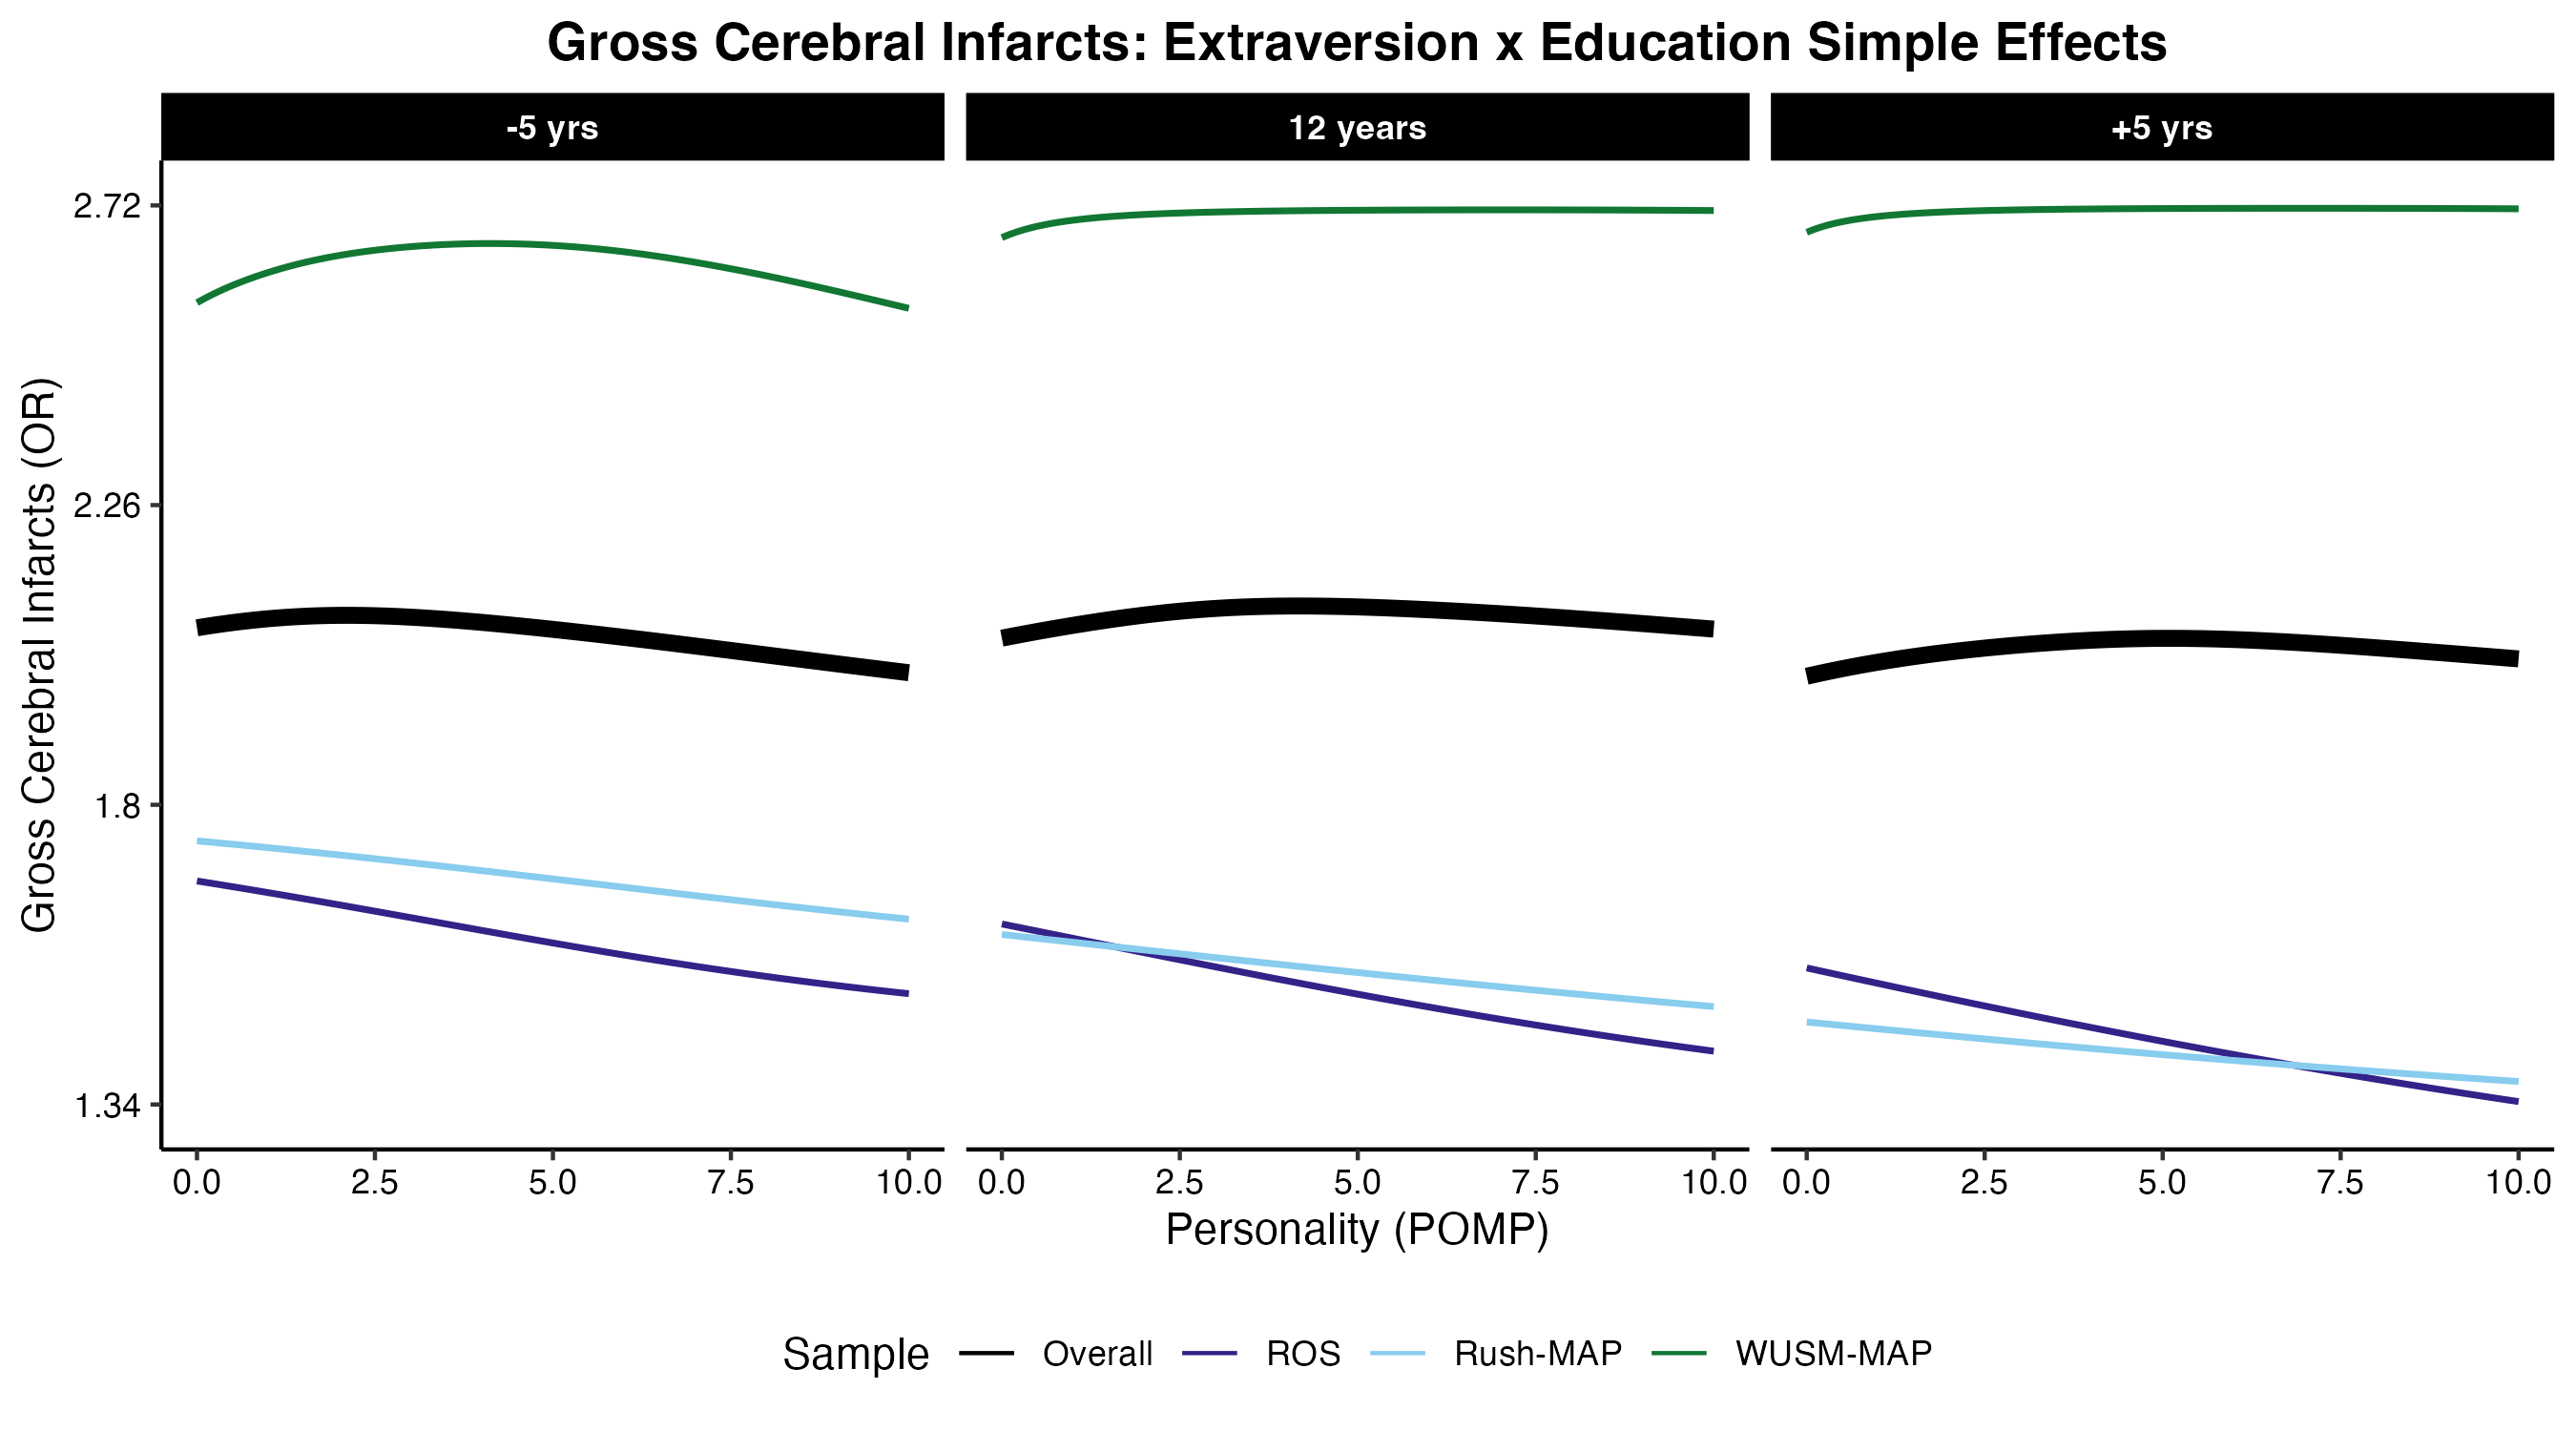 Gross Cerebral Infarcts: Extraversion x Education Simple Effects
-5 yrs
12 years
+5 yrs
Gross Cerebral Infarcts (OR)
2.72
2.26
1.8
1.34
0.0 2.5 5.0 7.5 10.0
0.0 2.5 5.0 7.5 10.0
0.0 2.5 5.0 7.5 10.0
Personality (POMP)
Sample Overall ROS Rush-MAP WUSM-MAP